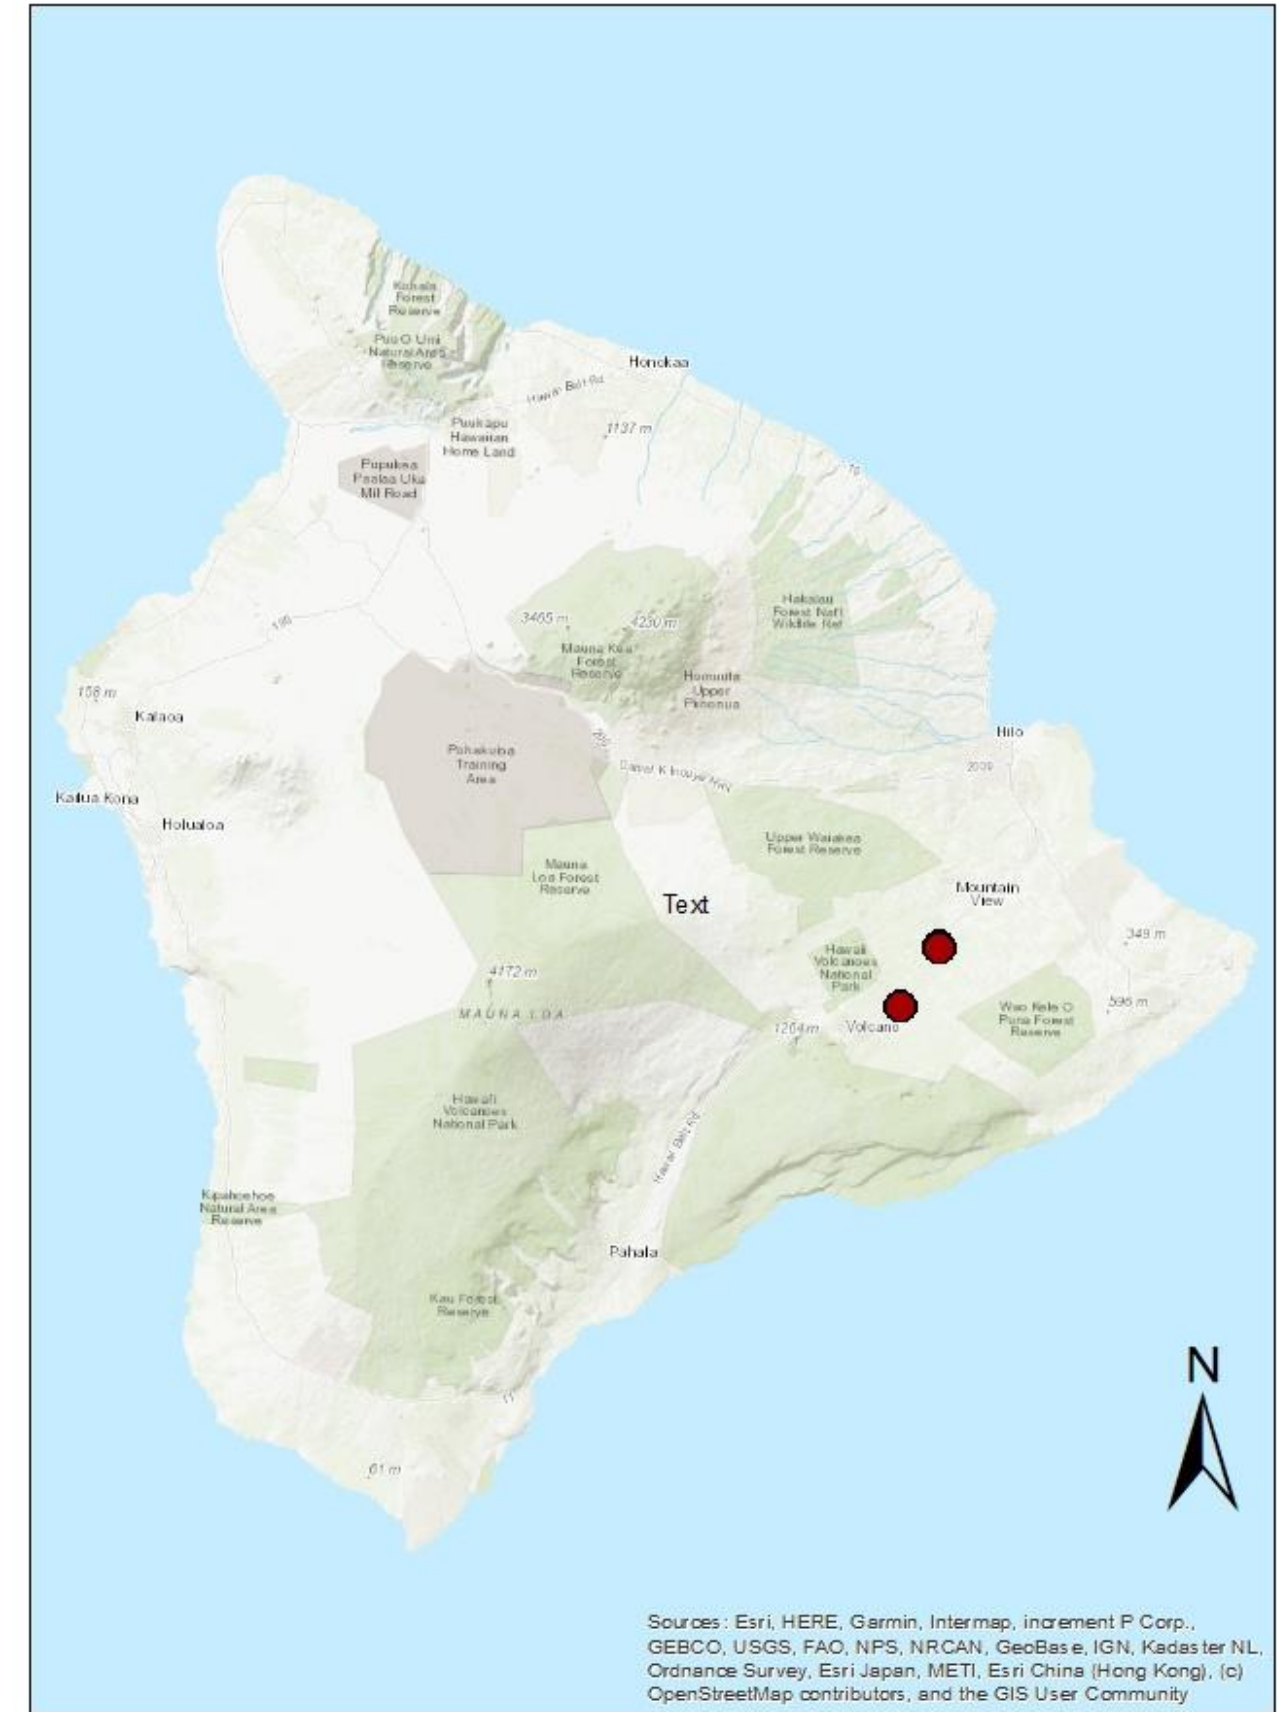 Kohala
Forest
Reserve
Puu O Umi
Natural Area
Reserve
Honokaa
Hawaii Belt Rd
1137 m
Puukapu
Hawaiian
Home Land
Pupukea
Paalaa Uka
Mil Road
19
190
3465 m
4230 m
Hakalau
Forest Nat'l
Wildlife Ref
Mauna Kea
Forest
Reserve
Upper
158 m
Kalaoa
Hilo
200
Pohakuloa
Training
Area
Daniel K Inouye Hwy
Kailua Kona
Holualoa
Upper Waiakea
Forest Reserve
Mauna
Loa Forest
Reserve
Text
Mountain
View
349 m
Hawaii
Volcanoes
National
Park
4172 m
MAUNA LOA
1264 m
Volcano
Wao Kele O
Puna Forest
Reserve
596 m
Hawaii
Volcanoes
National Park
Hawaii Belt Rd
Kipahoehoe
Natural Area
Reserve
Pahala
Kau Forest
Reserve
11
61 m
N
Sources: Esri, HERE, Garmin, Intermap, increment P Corp.,
GEBCO, USGS, FAO, NPS, NRCAN, GeoBase, IGN, Kadaster NL,
Ordnance Survey, Esri Japan, METI, Esri China (Hong Kong), (c)
OpenStreetMap contributors, and the GIS User Community